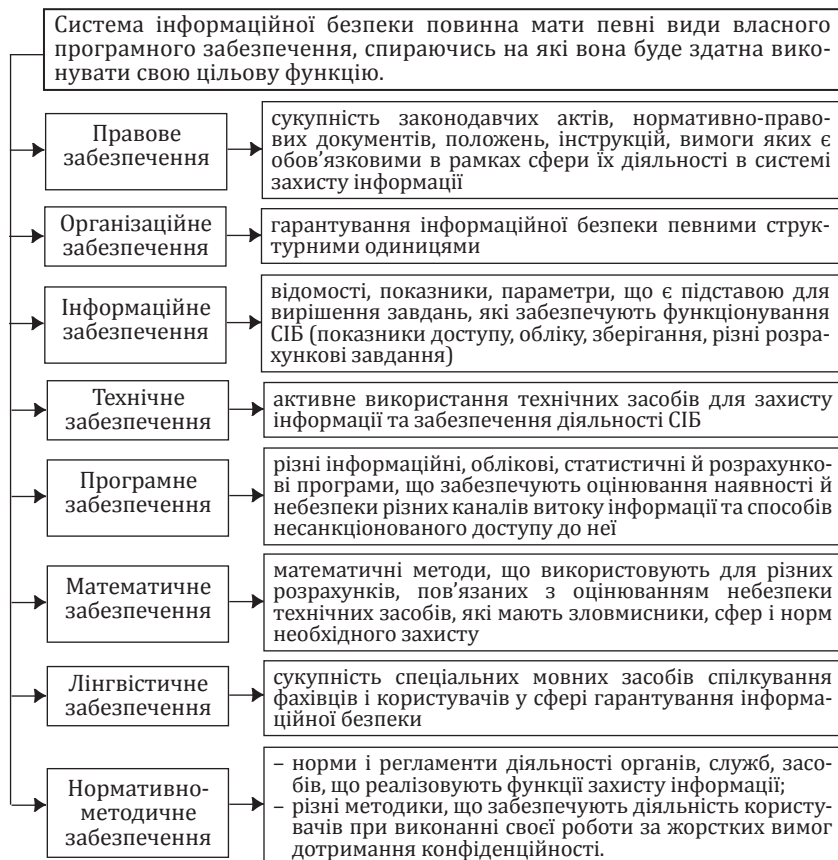 Система інформаційної безпеки повинна мати певні види власного
програмного забезпечення, спираючись на які вона буде здатна вико-
нувати свою цільову функцію.
Правове
забезпечення
сукупність законодавчих актів, нормативно-право-
вих документів, положень, інструкцій, вимоги яких є
обов’язковими в рамках сфери їх діяльності в системі
захисту інформації
Організаційне
забезпечення
гарантування інформаційної безпеки певними струк-
турними одиницями
Інформаційне
забезпечення
відомості, показники, параметри, що є підставою для
вирішення завдань, які забезпечують функціонування
СІБ (показники доступу, обліку, зберігання, різні розра-
хункові завдання)
Технічне
забезпечення
активне використання технічних засобів для захисту
інформації та забезпечення діяльності СІБ
Програмне
забезпечення
різні інформаційні, облікові, статистичні й розрахунко-
ві програми, що забезпечують оцінювання наявності й
небезпеки різних каналів витоку інформації та способів
несанкціонованого доступу до неї
Математичне
забезпечення
математичні методи, що використовують для різних
розрахунків, пов’язаних з оцінюванням небезпеки
технічних засобів, які мають зловмисники, сфер і норм
необхідного захисту
Лінгвістичне
забезпечення
сукупність спеціальних мовних засобів спілкування
фахівців і користувачів у сфері гарантування інформа-
ційної безпеки
Нормативно-
методичне
забезпечення
– норми і регламенти діяльності органів, служб, засо-
бів, що реалізовують функції захисту інформації;
– різні методики, що забезпечують діяльність користу-
вачів при виконанні своєї роботи за жорстких вимог
дотримання конфіденційності.